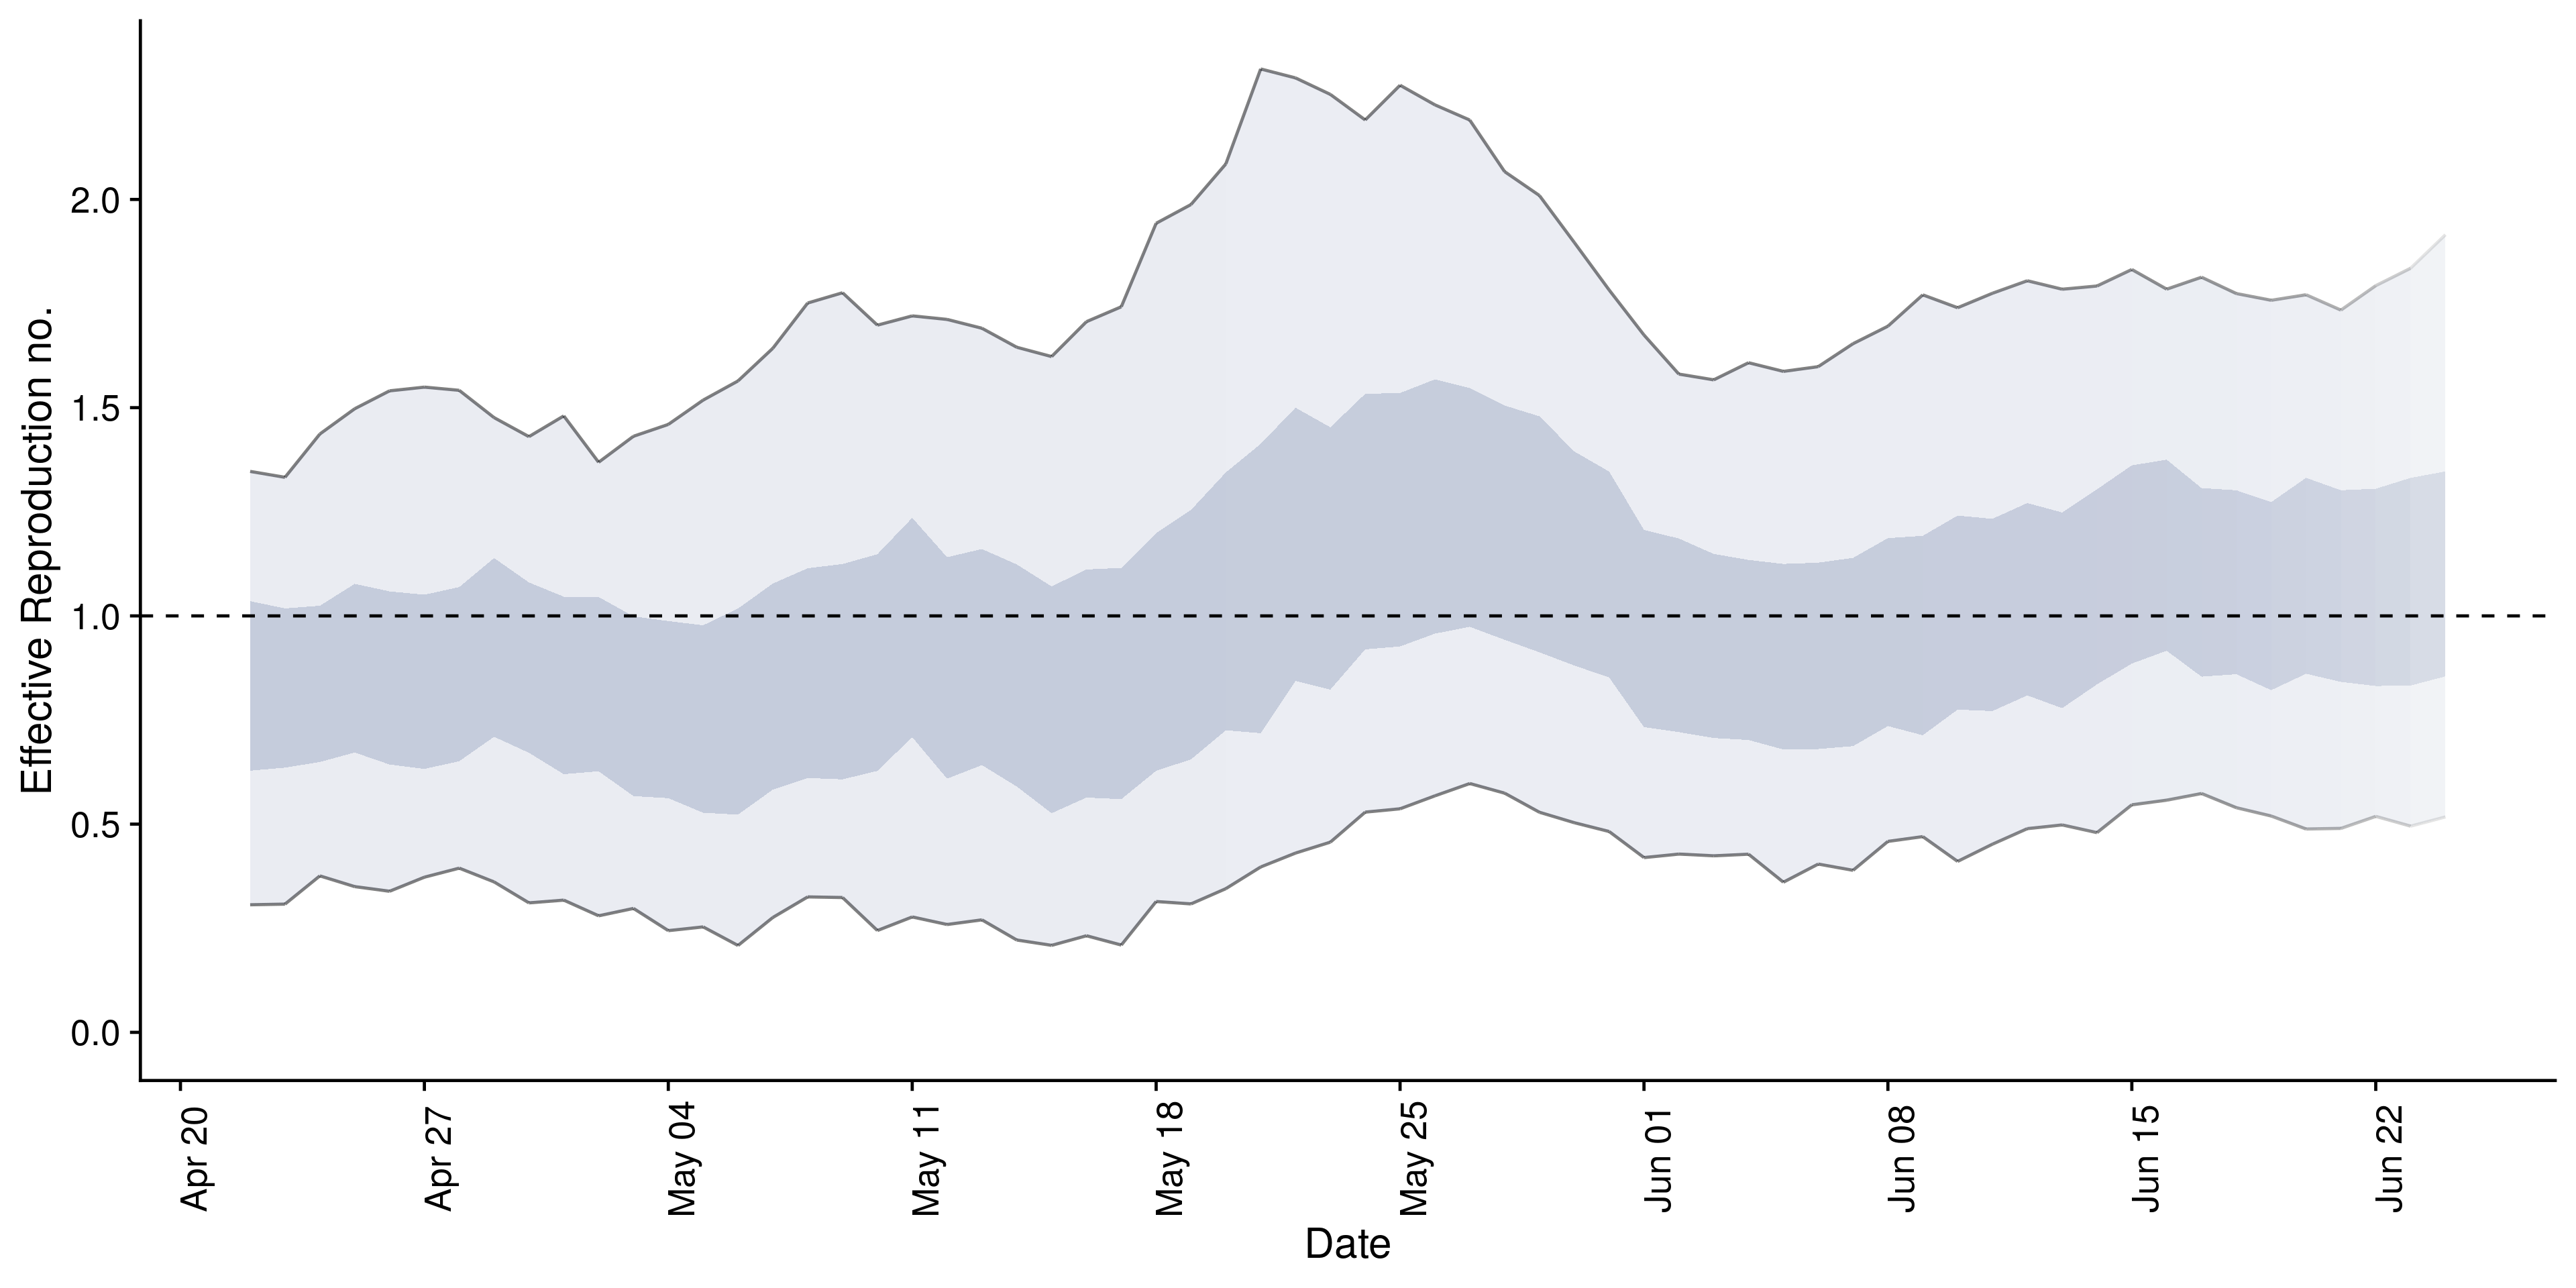 Effective Reproduction no.
2.0
1.5
1.0
0.5
0.0
Apr 20
Apr 27
May 04
May 11
May 18
May 25
Jun 01
Jun 08
Jun 15
Jun 22
Date